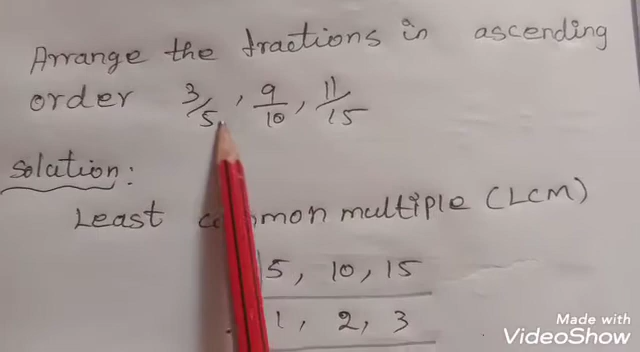 Arrange the fractions in ascending
order 3/5, 9/10, 11/15
Solution:
Least common multiple (LCM)
5, 10, 15
1, 2, 3
Made with
VideoShow